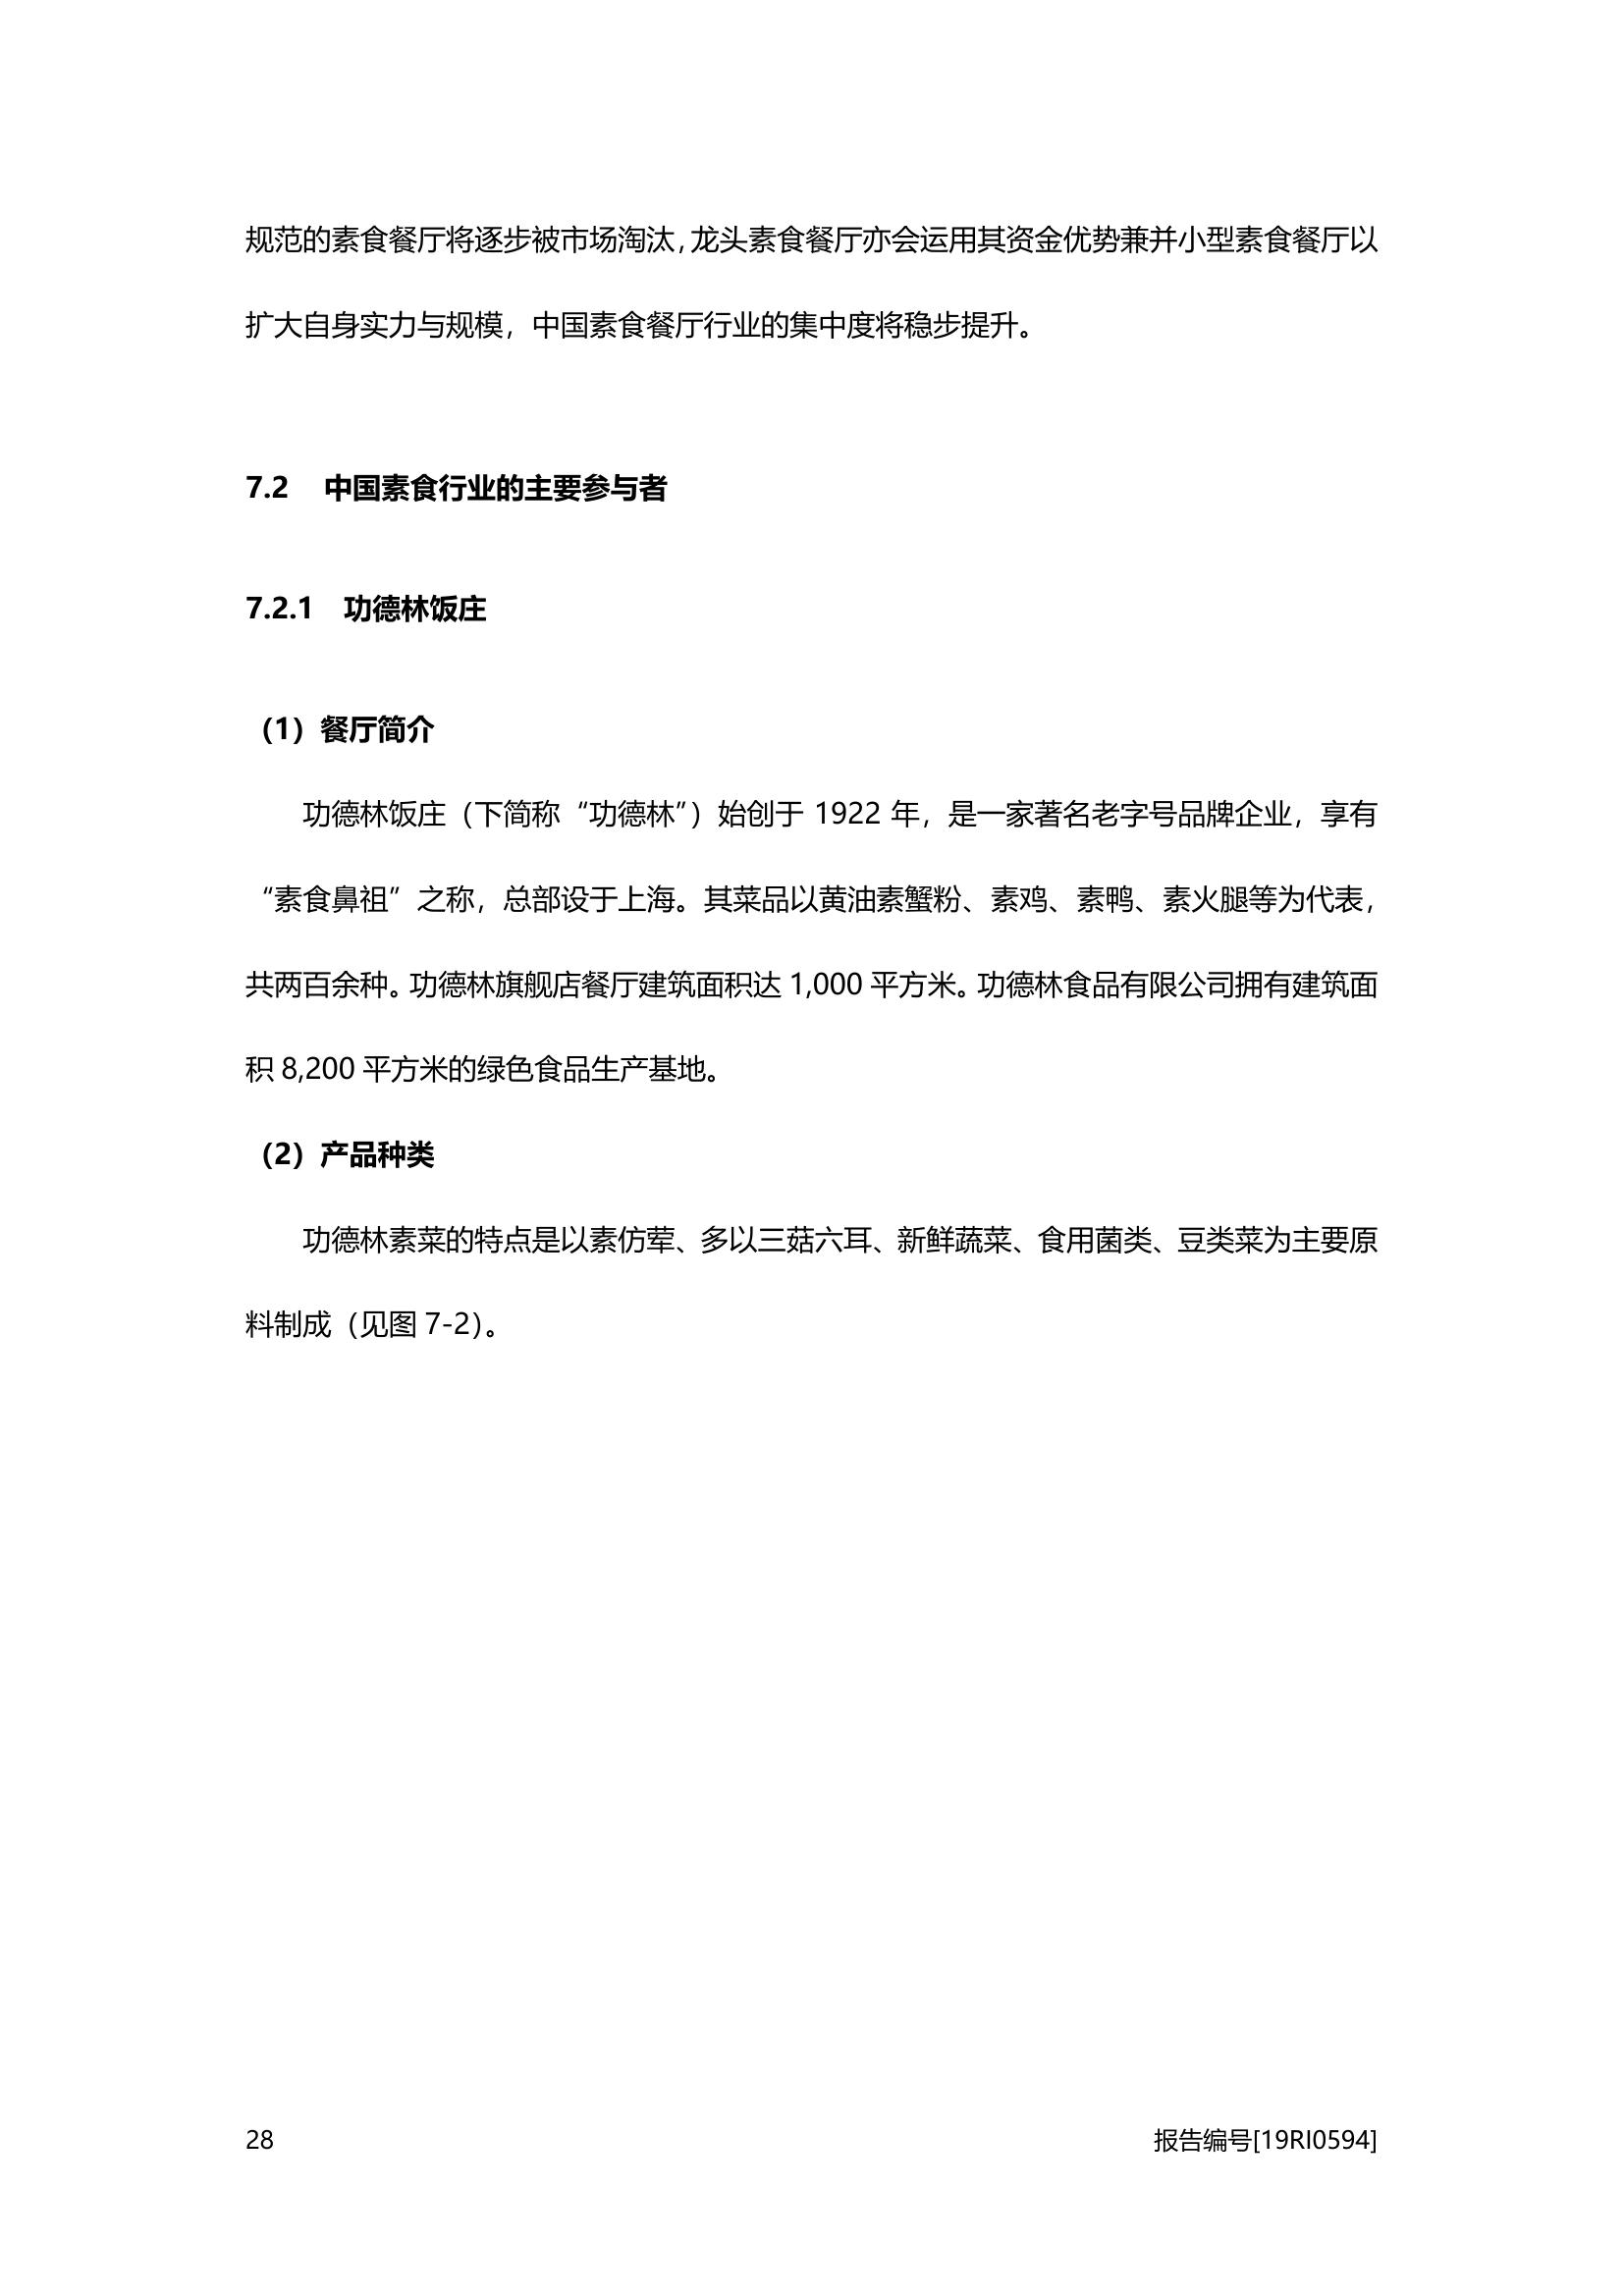 规范的素食餐厅将逐步被市场淘汰，龙头素食餐厅亦会运用其资金优势兼并小型素食餐厅以
扩大自身实力与规模，中国素食餐厅行业的集中度将稳步提升。
7.2 中国素食行业的主要参与者
7.2.1 功德林饭庄
（1）餐厅简介
功德林饭庄（下简称“功德林”）始创于 1922 年，是一家著名老字号品牌企业，享有
“素食鼻祖”之称，总部设于上海。其菜品以黄油素蟹粉、素鸡、素鸭、素火腿等为代表，
共两百余种。功德林旗舰店餐厅建筑面积达 1,000 平方米。功德林食品有限公司拥有建筑面
积 8,200 平方米的绿色食品生产基地。
（2）产品种类
功德林素菜的特点是以素仿荤、多以三菇六耳、新鲜蔬菜、食用菌类、豆类菜为主要原
料制成（见图 7-2）。
28 报告编号[19RI0594]